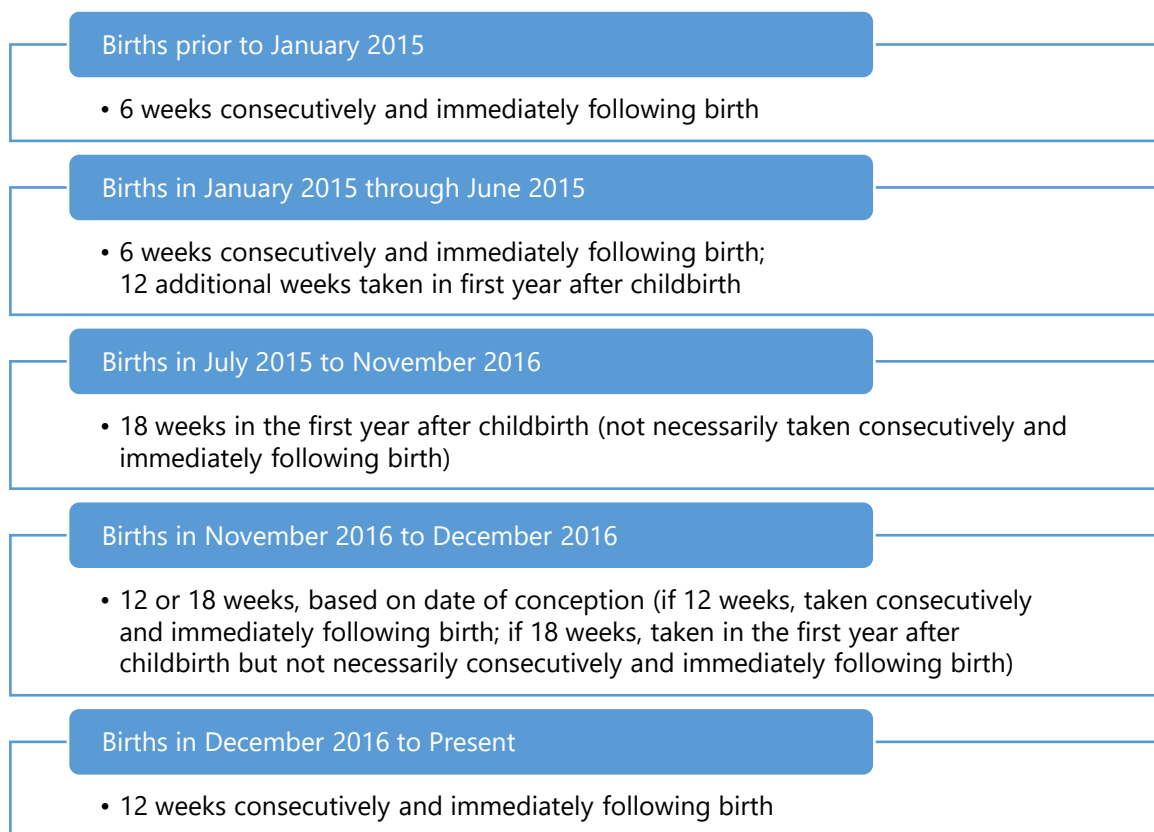 Births prior to January 2015
• 6 weeks consecutively and immediately following birth
Births in January 2015 through June 2015
• 6 weeks consecutively and immediately following birth;
12 additional weeks taken in first year after childbirth
Births in July 2015 to November 2016
• 18 weeks in the first year after childbirth (not necessarily taken consecutively and
immediately following birth)
Births in November 2016 to December 2016
• 12 or 18 weeks, based on date of conception (if 12 weeks, taken consecutively
and immediately following birth; if 18 weeks, taken in the first year after
childbirth but not necessarily consecutively and immediately following birth)
Births in December 2016 to Present
• 12 weeks consecutively and immediately following birth